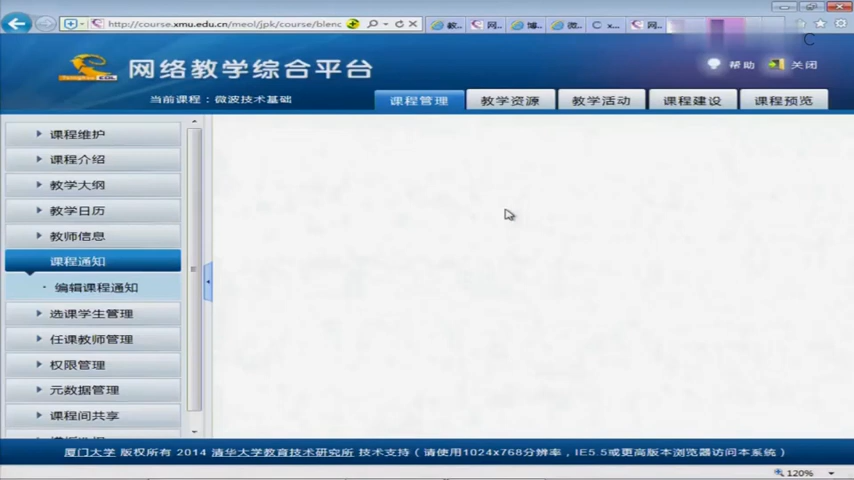 http://course.xmu.edu.cn/meol/jpk/course/blenc
网络教学综合平台
帮助
关闭
当前课程：微波技术基础
课程管理
教学资源
教学活动
课程建设
课程预览
课程维护
课程介绍
教学大纲
教学日历
教师信息
课程通知
· 编辑课程通知
选课学生管理
任课教师管理
权限管理
元数据管理
课程间共享
厦门大学 版权所有 2014 清华大学教育技术研究所 技术支持（请使用1024x768分辨率，IE5.5或更高版本浏览器访问本系统）
120%